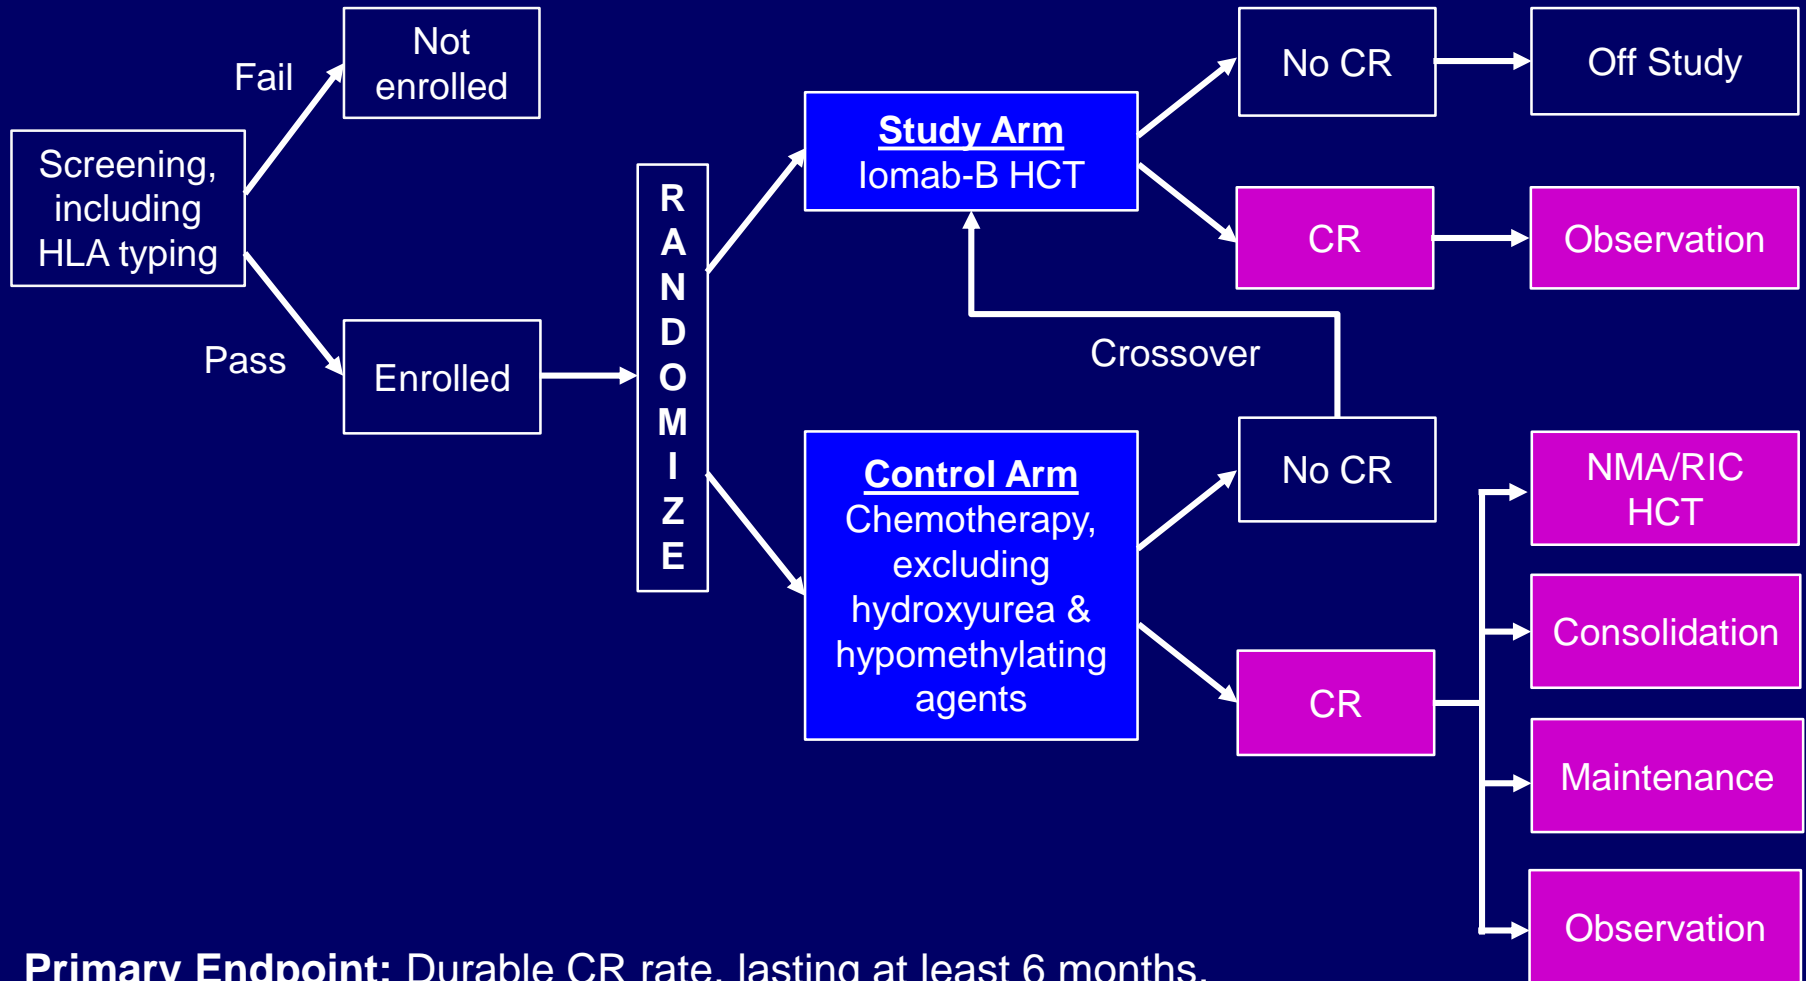 Screening,
including
HLA typing
Fail
Not
enrolled
Pass
Enrolled
R
A
N
D
O
M
I
Z
E
Study Arm
Iomab-B HCT
No CR
Off Study
CR
Observation
Crossover
Control Arm
Chemotherapy,
excluding
hydroxyurea &
hypomethylating
agents
No CR
CR
NMA/RIC
HCT
Consolidation
Maintenance
Observation
Primary Endpoint: Durable CR rate, lasting at least 6 months.